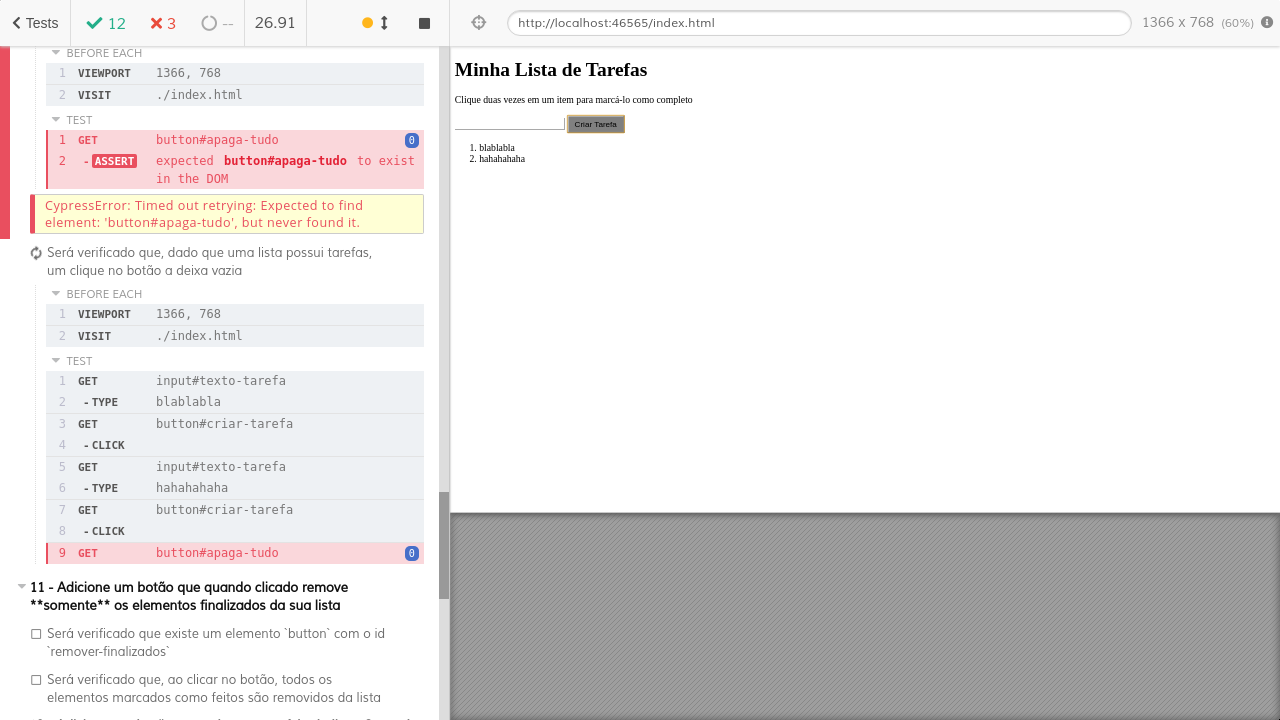 Tests 12 3 -- 26.91 http://localhost:46565/index.html 1366 x 768 (60%)
BEFORE EACH
1 VIEWPORT 1366, 768
2 VISIT ./index.html
TEST
1 GET button#apaga-tudo 0
2 -ASSERT expected button#apaga-tudo to exist
in the DOM
CypressError: Timed out retrying: Expected to find
element: 'button#apaga-tudo', but never found it.
Será verificado que, dado que uma lista possui tarefas,
um clique no botão a deixa vazia
BEFORE EACH
1 VIEWPORT 1366, 768
2 VISIT ./index.html
TEST
1 GET input#texto-tarefa
2 -TYPE blablabla
3 GET button#criar-tarefa
4 -CLICK
5 GET input#texto-tarefa
6 -TYPE hahahahaha
7 GET button#criar-tarefa
8 -CLICK
9 GET button#apaga-tudo 0
11 - Adicione um botão que quando clicado remove
**somente** os elementos finalizados da sua lista
Será verificado que existe um elemento `button` com o id
`remover-finalizados`
Será verificado que, ao clicar no botão, todos os
elementos marcados como feitos são removidos da lista
Minha Lista de Tarefas
Clique duas vezes em um item para marcá-lo como completo
Criar Tarefa
1. blablabla
2. hahahahaha